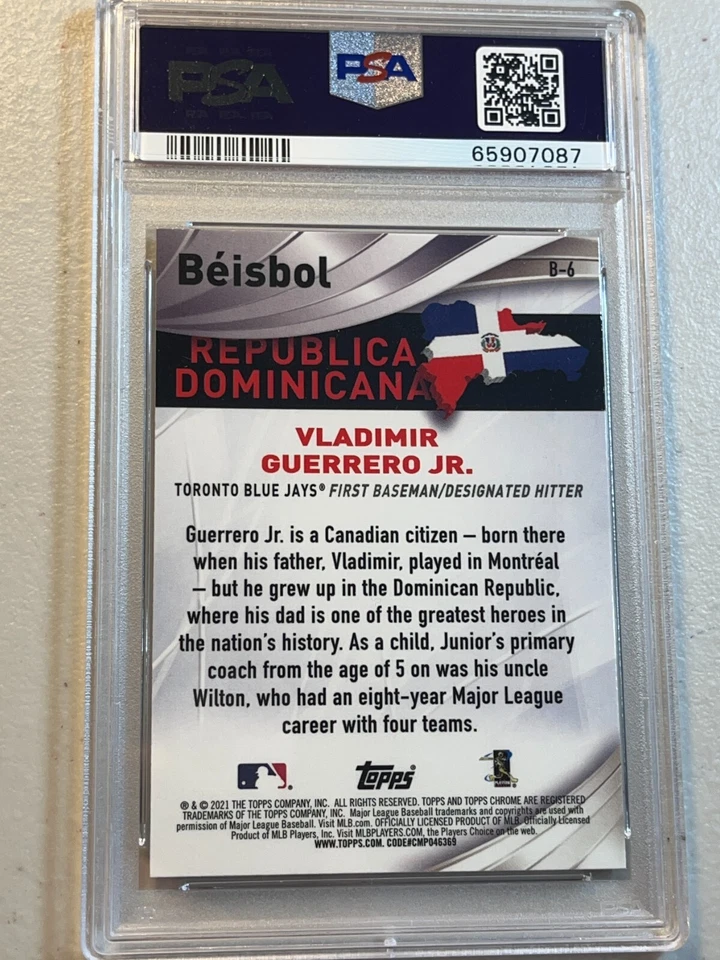 PSA
PSA
65907087
Béisbol
B-6
REPUBLICA
DOMINICANA
VLADIMIR
GUERRERO JR.
TORONTO BLUE JAYS® FIRST BASEMAN/DESIGNATED HITTER
Guerrero Jr. is a Canadian citizen – born there
when his father, Vladimir, played in Montréal
– but he grew up in the Dominican Republic,
where his dad is one of the greatest heroes in
the nation's history. As a child, Junior's primary
coach from the age of 5 on was his uncle
Wilton, who had an eight-year Major League
career with four teams.
topps
® & © 2021 THE TOPPS COMPANY, INC. ALL RIGHTS RESERVED. TOPPS AND TOPPS CHROME ARE REGISTERED
TRADEMARKS OF THE TOPPS COMPANY, INC. Major League Baseball trademarks and copyrights are used with
permission of Major League Baseball. Visit MLB.com. OFFICIALLY LICENSED PRODUCT OF MLB. Officially Licensed
Product of MLB Players, Inc. Visit MLBPLAYERS.COM, the Players Choice on the web.
WWW.TOPPS.COM. CODE#CMP046369